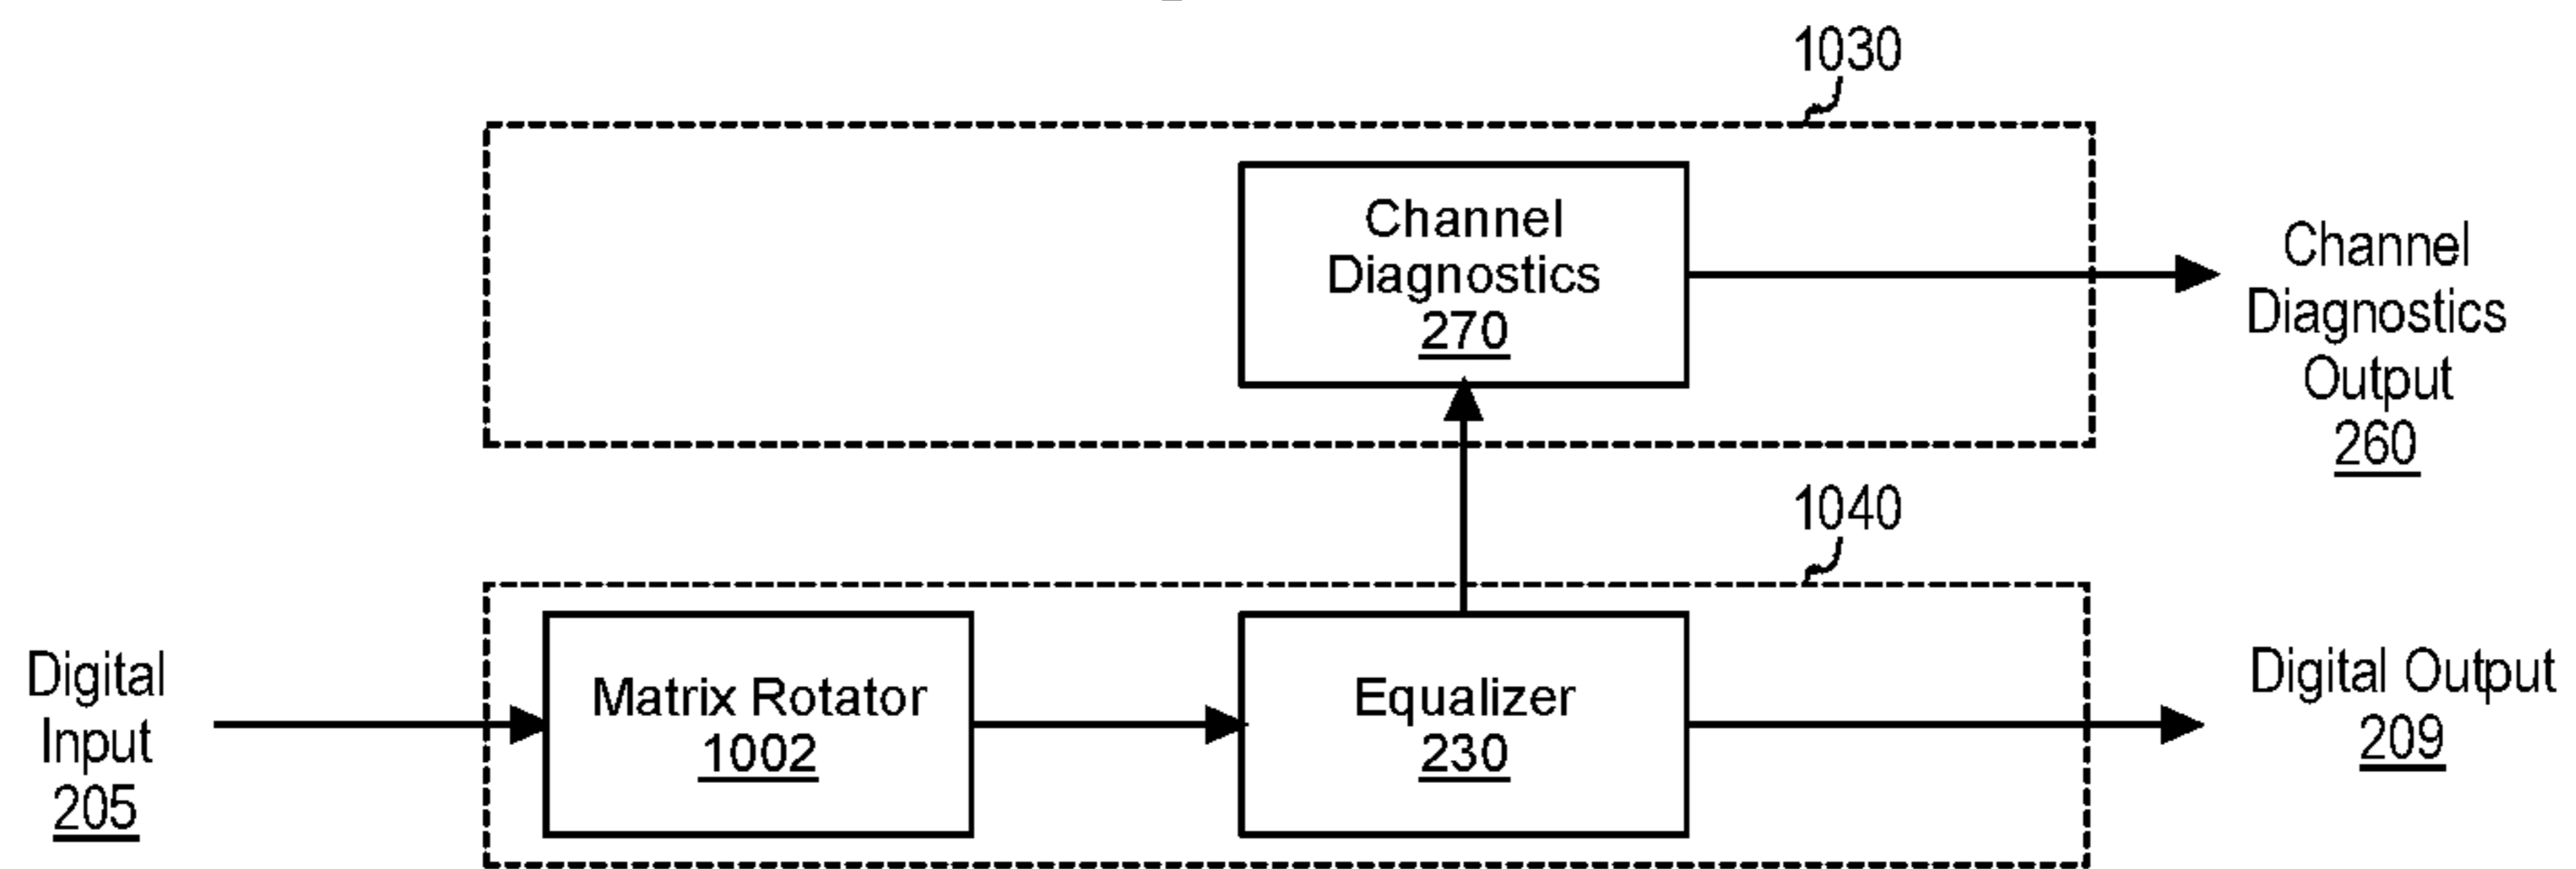 1030
Channel
Diagnostics
270
Channel
Diagnostics
Output
260
1040
Digital
Input
205
Matrix Rotator
1002
Equalizer
230
Digital Output
209